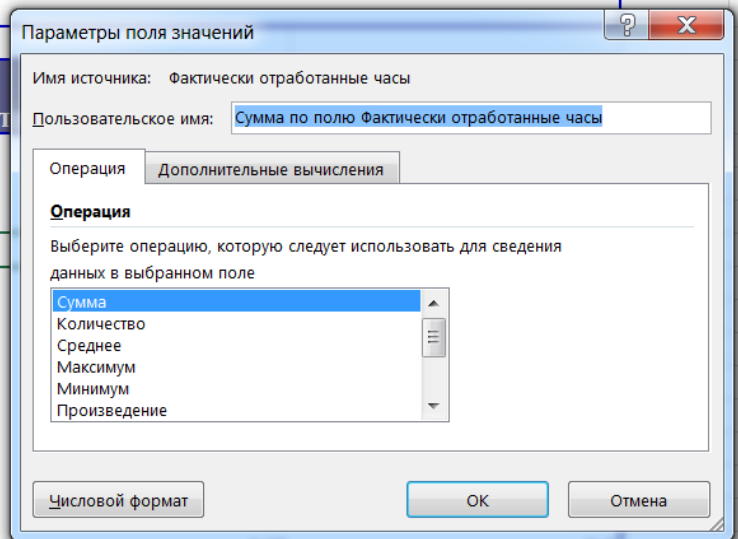 Параметры поля значений
Имя источника: Фактически отработанные часы
Пользовательское имя: Сумма по полю Фактически отработанные часы
Операция Дополнительные вычисления
Операция
Выберите операцию, которую следует использовать для сведения
данных в выбранном поле
Сумма
Количество
Среднее
Максимум
Минимум
Произведение
Числовой формат ОК Отмена